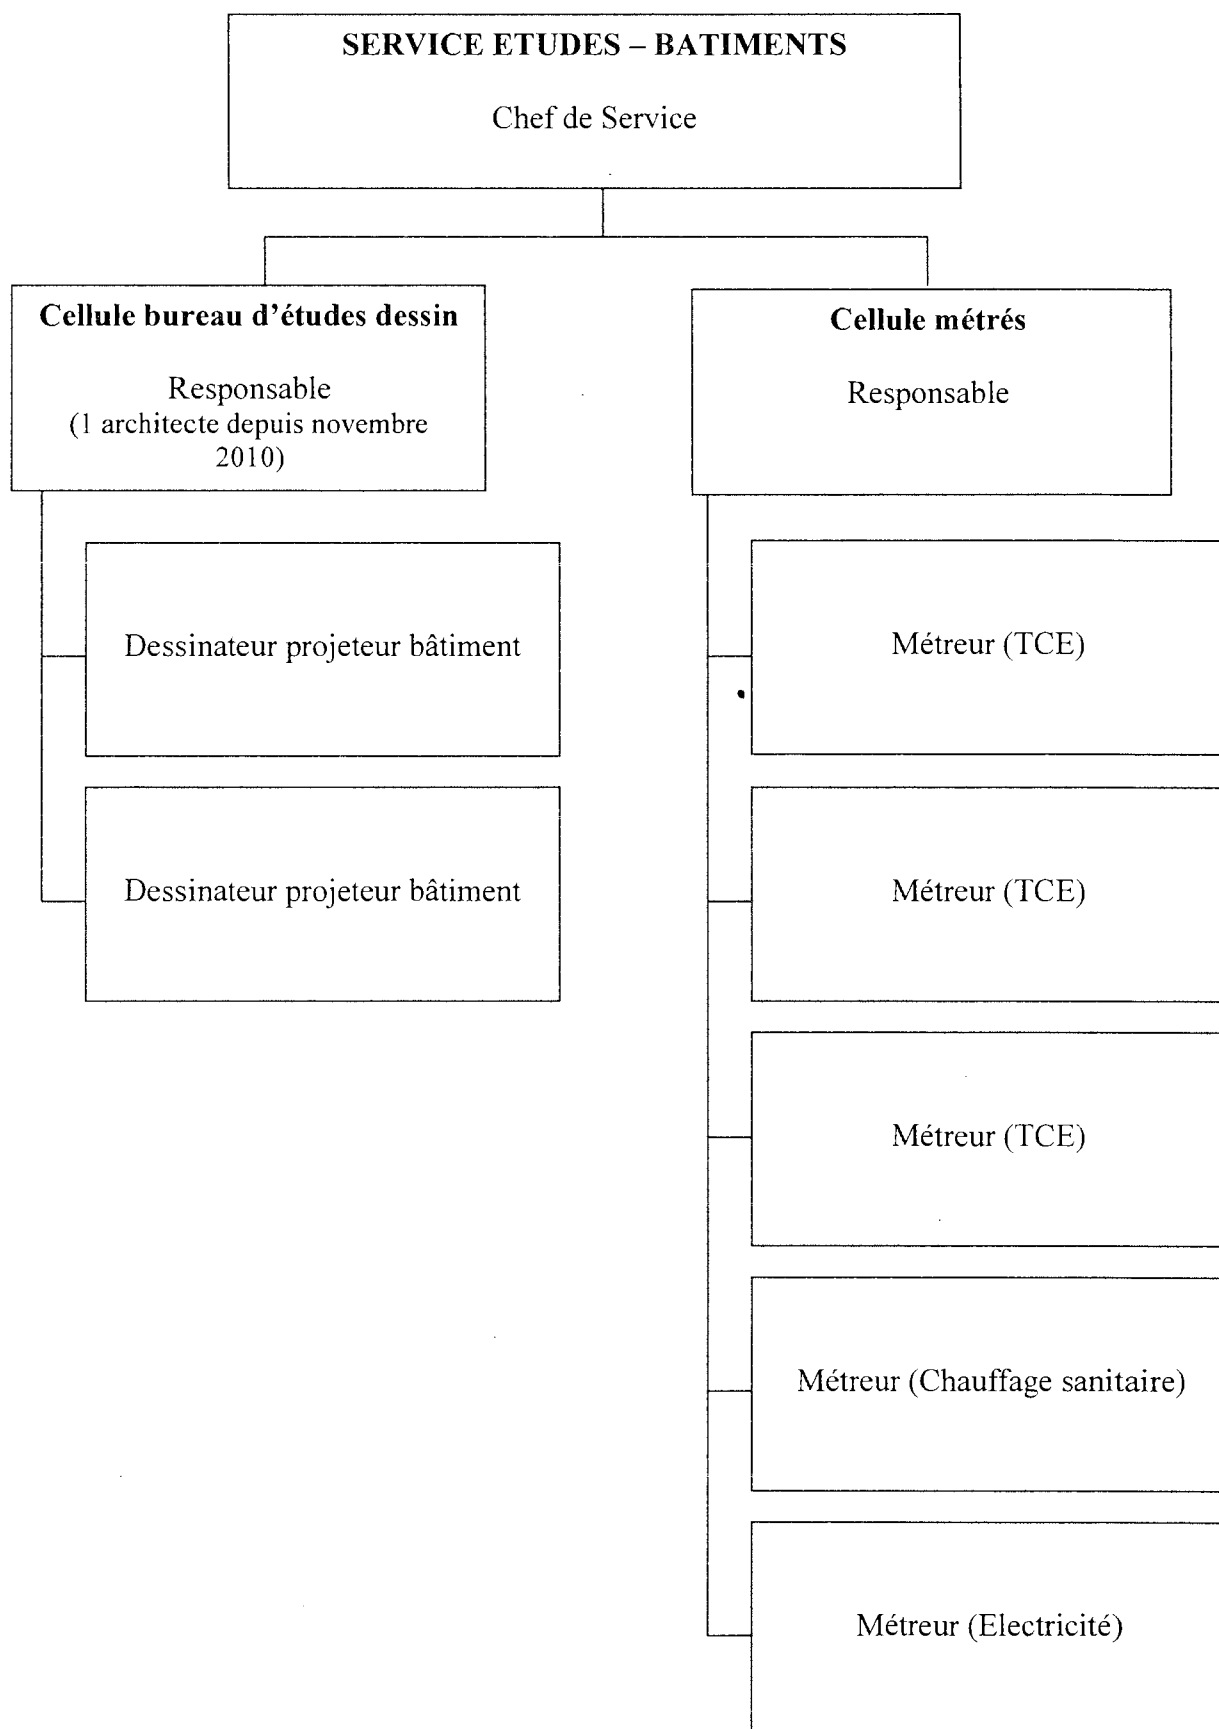 SERVICE ETUDES – BATIMENTS
Chef de Service
Cellule bureau d'études dessin
Responsable
(1 architecte depuis novembre
2010)
Dessinateur projeteur bâtiment
Dessinateur projeteur bâtiment
Cellule métrés
Responsable
Métreur (TCE)
Métreur (TCE)
Métreur (TCE)
Métreur (Chauffage sanitaire)
Métreur (Electricité)